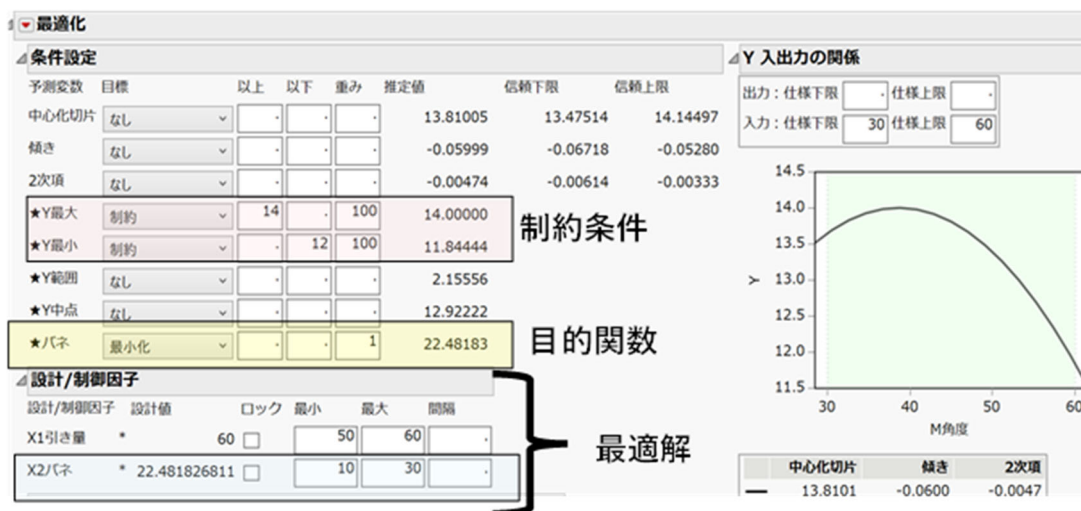 最適化
条件設定
予測変数 目標 以上 以下 重み 推定値 信頼下限 信頼上限
中心化切片 なし . . . 13.81005 13.47514 14.14497
傾き なし . . . -0.05999 -0.06718 -0.05280
2次項 なし . . . -0.00474 -0.00614 -0.00333
★Y最大 制約 14 . 100 14.00000
★Y最小 制約 . 12 100 11.84444
制約条件
★Y範囲 なし . . . 2.15556
★Y中点 なし . . . 12.92222
★バネ 最小化 . . 1 22.48183
目的関数
設計/制御因子
設計/制御因子 設計値 ロック 最小 最大 間隔
X1引き量 * 60 50 60 .
X2バネ * 22.481826811 10 30 .
最適解
Y 入出力の関係
出力：仕様下限 . 仕様上限 .
入力：仕様下限 30 仕様上限 60
14.5
14.0
13.5
Y 13.0
12.5
12.0
11.5
30 40 50 60
M角度
中心化切片 傾き 2次項
13.8101 -0.0600 -0.0047